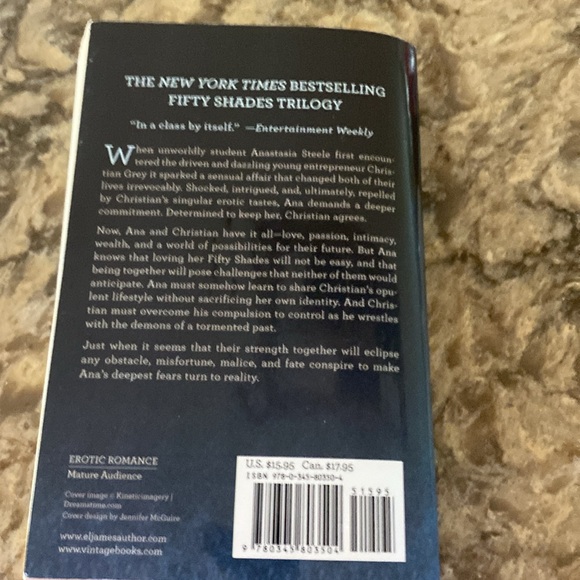 THE NEW YORK TIMES BESTSELLING
FIFTY SHADES TRILOGY
"In a class by itself." —Entertainment Weekly
When unworldly student Anastasia Steele first encoun-
tered the driven and dazzling young entrepreneur Chris-
tian Grey it sparked a sensual affair that changed both of their
lives irrevocably. Shocked, intrigued, and, ultimately, repelled
by Christian's singular erotic tastes, Ana demands a deeper
commitment. Determined to keep her, Christian agrees.
Now, Ana and Christian have it all—love, passion, intimacy,
wealth, and a world of possibilities for their future. But Ana
knows that loving her Fifty Shades will not be easy, and that
being together will pose challenges that neither of them would
anticipate. Ana must somehow learn to share Christian's opu-
lent lifestyle without sacrificing her own identity. And Chris-
tian must overcome his compulsion to control as he wrestles
with the demons of a tormented past.
Just when it seems that their strength together will eclipse
any obstacle, misfortune, malice, and fate conspire to make
Ana's deepest fears turn to reality.
EROTIC ROMANCE
Mature Audience
Cover image © Kineticimagery |
Dreamstime.com
Cover design by Jennifer McGuire
www.eljamesauthor.com
www.vintagebooks.com
U.S. $15.95 Can. $17.95
ISBN 978-0-345-80350-4
51595
9 780345 803504